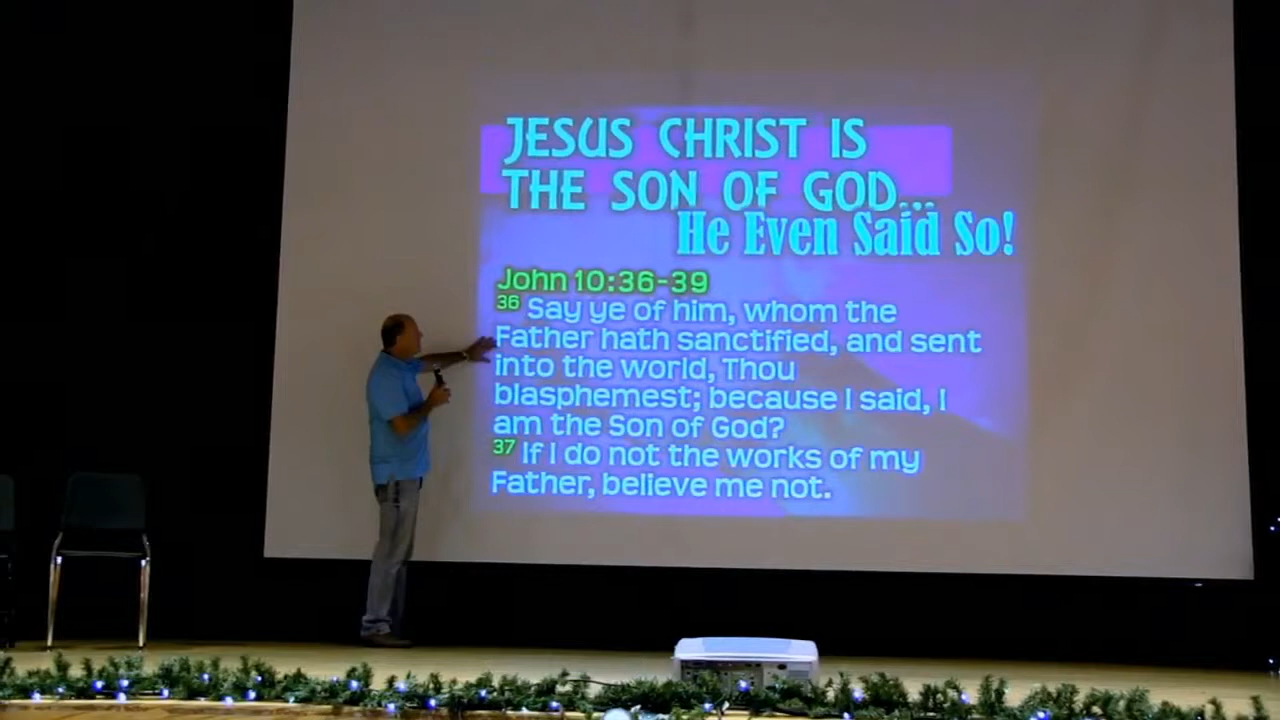 JESUS CHRIST IS
THE SON OF GOD...
He Even Said So!
John 10:36-39
36 Say ye of him, whom the
Father hath sanctified, and sent
into the world, Thou
blasphemest; because I said, I
am the Son of God?
37 If I do not the works of my
Father, believe me not.